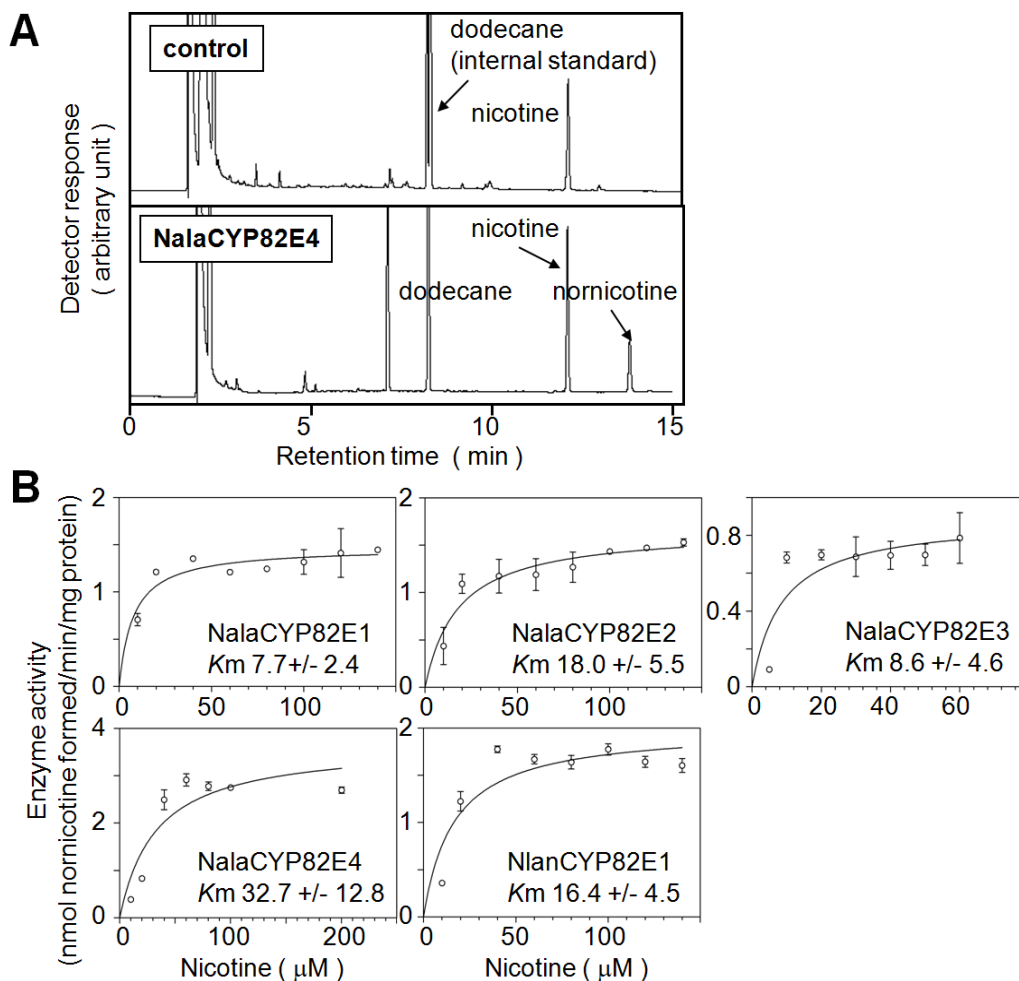 A
control
dodecane
(internal standard)
nicotine
NalaCYP82E4
nicotine
dodecane
nornicotine
Detector response
( arbitrary unit )
0
5
10
15
Retention time ( min )
B
Enzyme activity
(nmol nornicotine formed/min/mg protein)
2
1
0
NalaCYP82E1
Km 7.7+/- 2.4
0
50
100
2
1
0
NalaCYP82E2
Km 18.0 +/- 5.5
0
50
100
0.8
0.4
0
NalaCYP82E3
Km 8.6 +/- 4.6
0
20
40
60
4
2
0
NalaCYP82E4
Km 32.7 +/- 12.8
0
100
200
Nicotine ( μM )
2
1
0
NlanCYP82E1
Km 16.4 +/- 4.5
0
50
100
Nicotine ( μM )